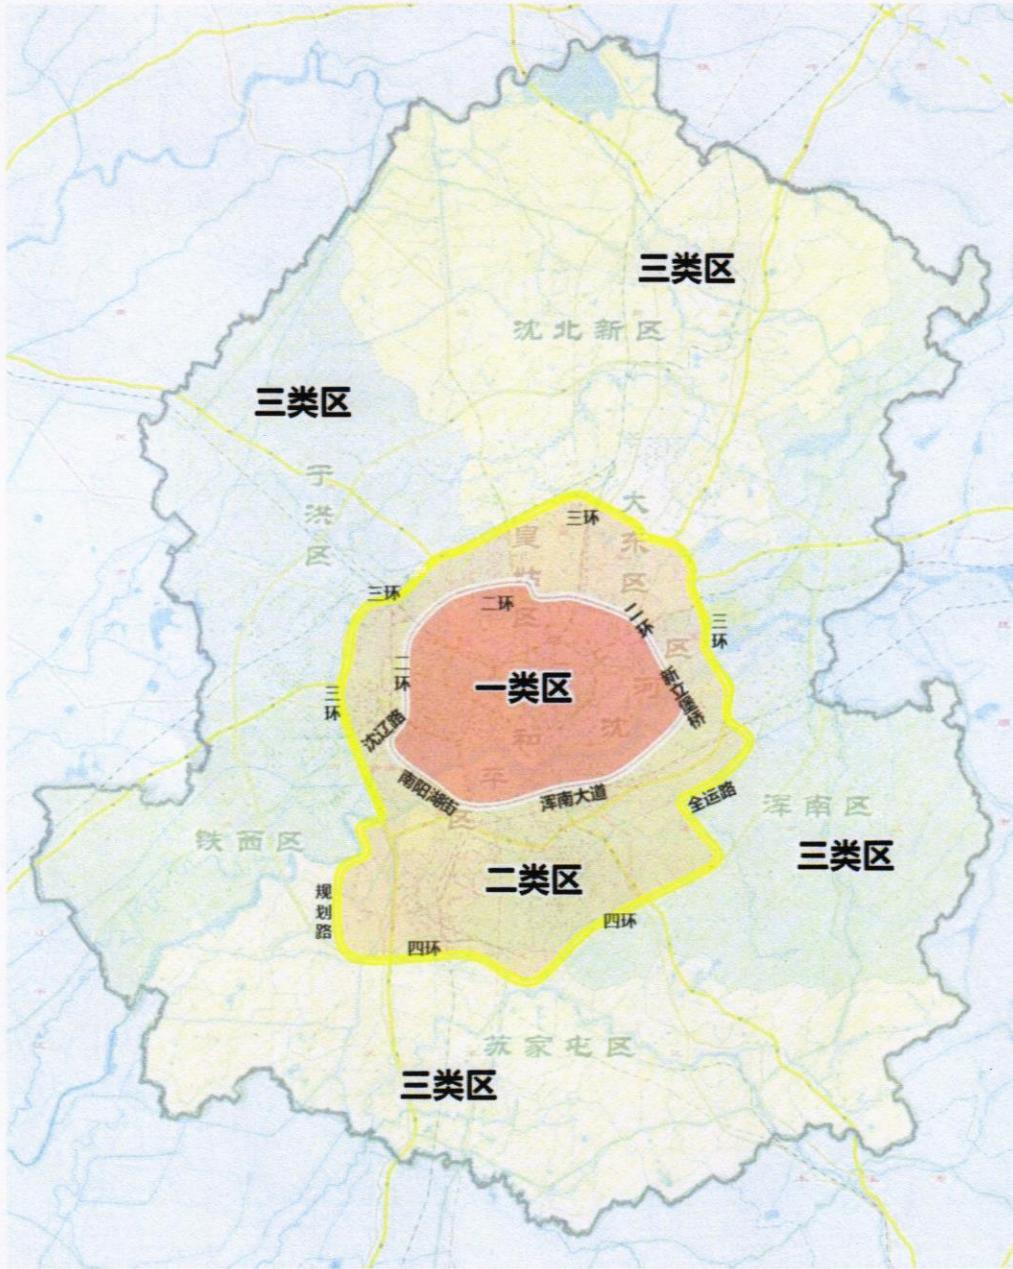 三类区
沈北新区
三类区
于洪区
大东区
三环
皇姑区
三环
二环
二环
三环
二环
三环
一类区
新立堡桥
沈河区
沈辽路
和平区
南阳湖街
浑南大道
全运路
浑南区
铁西区
三类区
二类区
规划路
四环
四环
苏家屯区
三类区